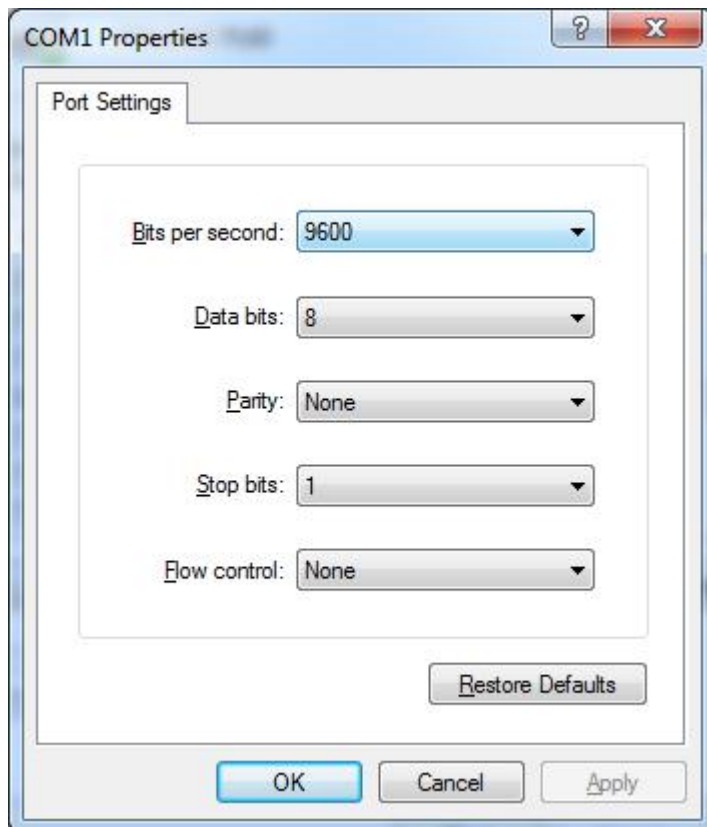 COM1 Properties
?
X
Port Settings
Bits per second: 9600
Data bits: 8
Parity: None
Stop bits: 1
Flow control: None
Restore Defaults
OK Cancel Apply